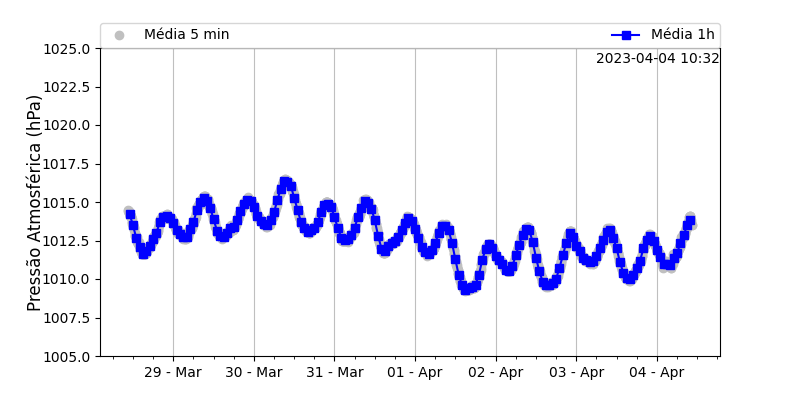 Média 5 min
Média 1h
2023-04-04 10:32
Pressão Atmosférica (hPa)
1025.0
1022.5
1020.0
1017.5
1015.0
1012.5
1010.0
1007.5
1005.0
29 - Mar
30 - Mar
31 - Mar
01 - Apr
02 - Apr
03 - Apr
04 - Apr